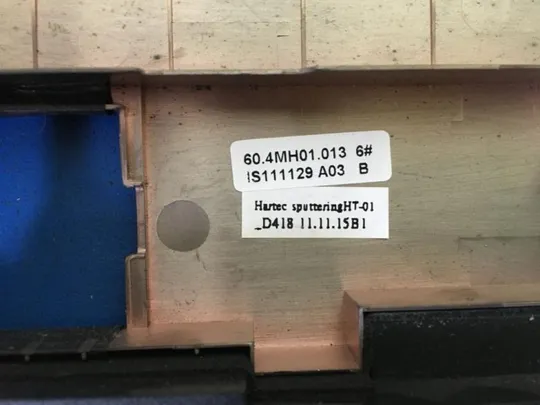 60.4MH01.013 6#
IS111129 A03 B
Hartec sputteringHT-01
_D418 11.11.15B1